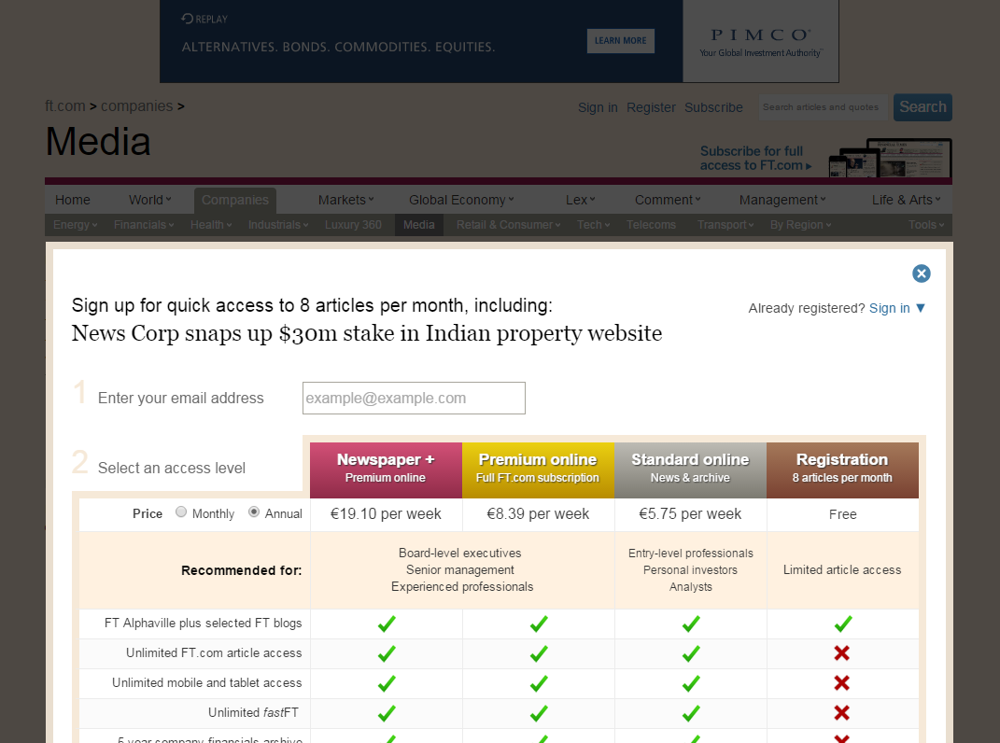 REPLAY
ALTERNATIVES. BONDS. COMMODITIES. EQUITIES.
LEARN MORE
PIMCO
Your Global Investment Authority™
ft.com > companies >
Sign in Register Subscribe
Search articles and quotes
Search
Media
Subscribe for full
access to FT.com
Home World Companies Markets Global Economy Lex Comment Management Life & Arts
Energy Financials Health Industrials Luxury 360 Media Retail & Consumer Tech Telecoms Transport By Region Tools
Sign up for quick access to 8 articles per month, including:
Already registered? Sign in
News Corp snaps up $30m stake in Indian property website
1 Enter your email address
example@example.com
2 Select an access level
Newspaper + Premium online Standard online Registration
Premium online Full FT.com subscription News & archive 8 articles per month
Price Monthly Annual €19.10 per week €8.39 per week €5.75 per week Free
Recommended for:
Board-level executives
Senior management
Experienced professionals
Entry-level professionals
Personal investors
Analysts
Limited article access
FT Alphaville plus selected FT blogs
Unlimited FT.com article access
Unlimited mobile and tablet access
Unlimited fastFT
5 year company financials archive